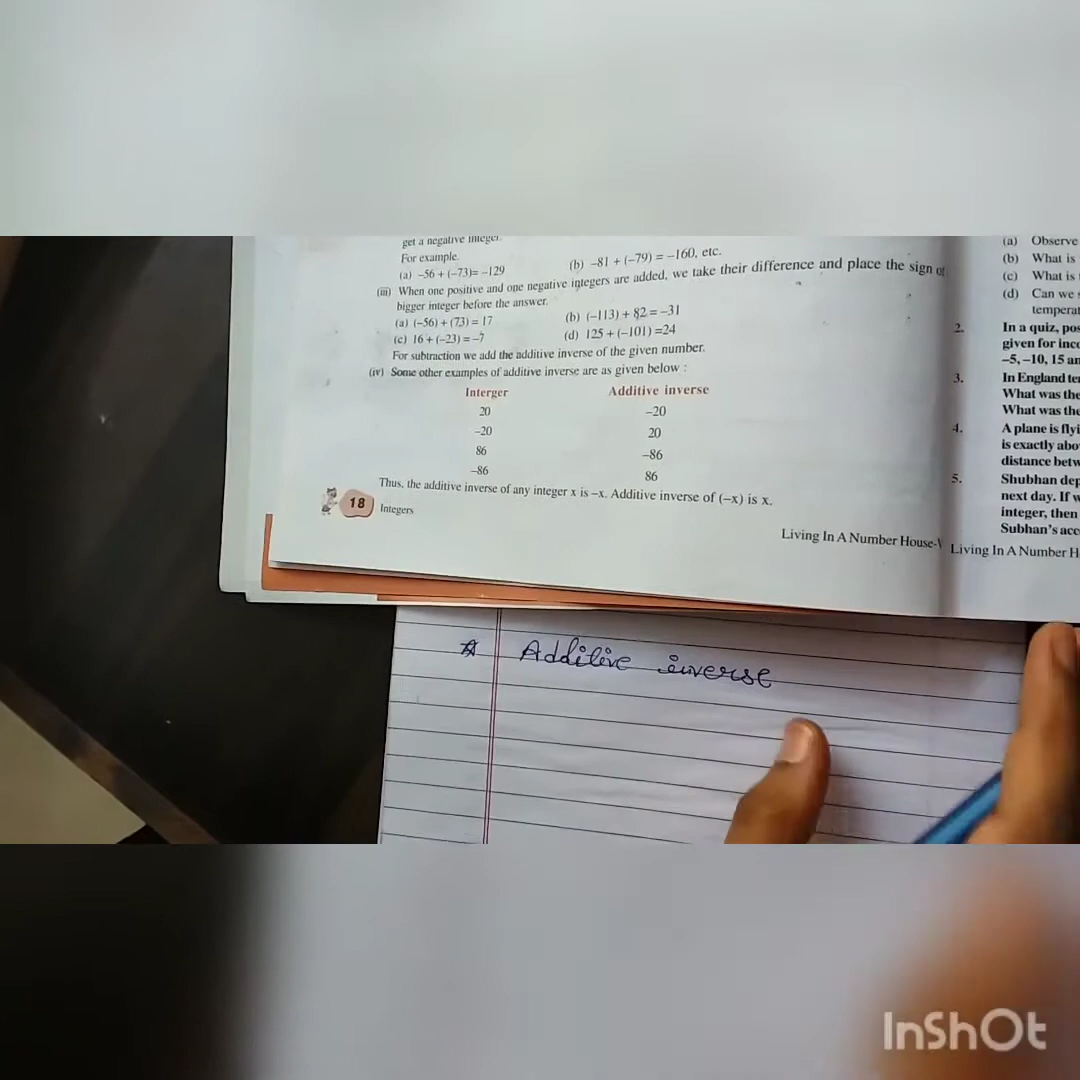 get a negative integer.
For example.
(a) −56 + (−73)= −129 (b) −81 + (−79) = −160, etc.
(iii) When one positive and one negative integers are added, we take their difference and place the sign of
bigger integer before the answer.
(a) (−56) + (73) = 17 (b) (−113) + 82 = −31
(c) 16 + (−23) = −7 (d) 125 + (−101) =24
For subtraction we add the additive inverse of the given number.
(iv) Some other examples of additive inverse are as given below :
Interger Additive inverse
20 −20
−20 20
86 −86
−86 86
Thus, the additive inverse of any integer x is −x. Additive inverse of (−x) is x.
18 Integers
Living In A Number House-V
(a) Observe
(b) What is
(c) What is
(d) Can we
temperat
2. In a quiz, pos
given for inco
−5, −10, 15 an
3. In England te
What was the
What was the
4. A plane is flyi
is exactly abo
distance betw
5. Shubhan dep
next day. If w
integer, then
Subhan's acc
Living In A Number H
Additive inverse
InShOt